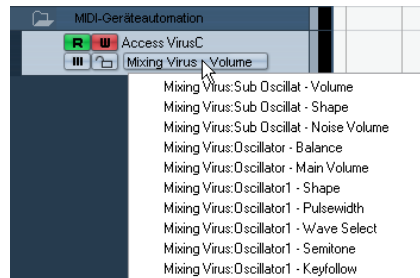 MIDI-Geräteautomation
R W Access VirusC
Mixing Virus - Volume
Mixing Virus:Sub Oscillat - Volume
Mixing Virus:Sub Oscillat - Shape
Mixing Virus:Sub Oscillat - Noise Volume
Mixing Virus:Oscillator - Balance
Mixing Virus:Oscillator - Main Volume
Mixing Virus:Oscillator1 - Shape
Mixing Virus:Oscillator1 - Pulsewidth
Mixing Virus:Oscillator1 - Wave Select
Mixing Virus:Oscillator1 - Semitone
Mixing Virus:Oscillator1 - Keyfollow